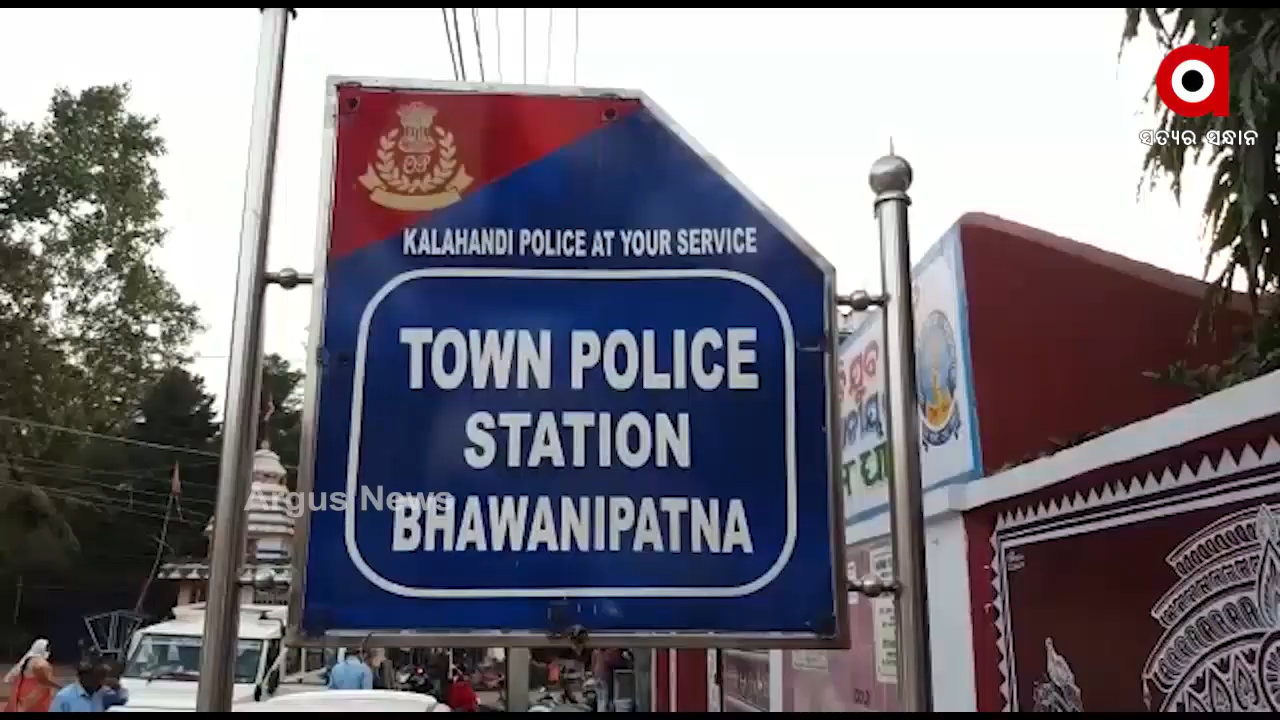 ସତ୍ୟର ସନ୍ଧାନ
KALAHANDI POLICE AT YOUR SERVICE
TOWN POLICE
STATION
BHAWANIPATNA
Argus News